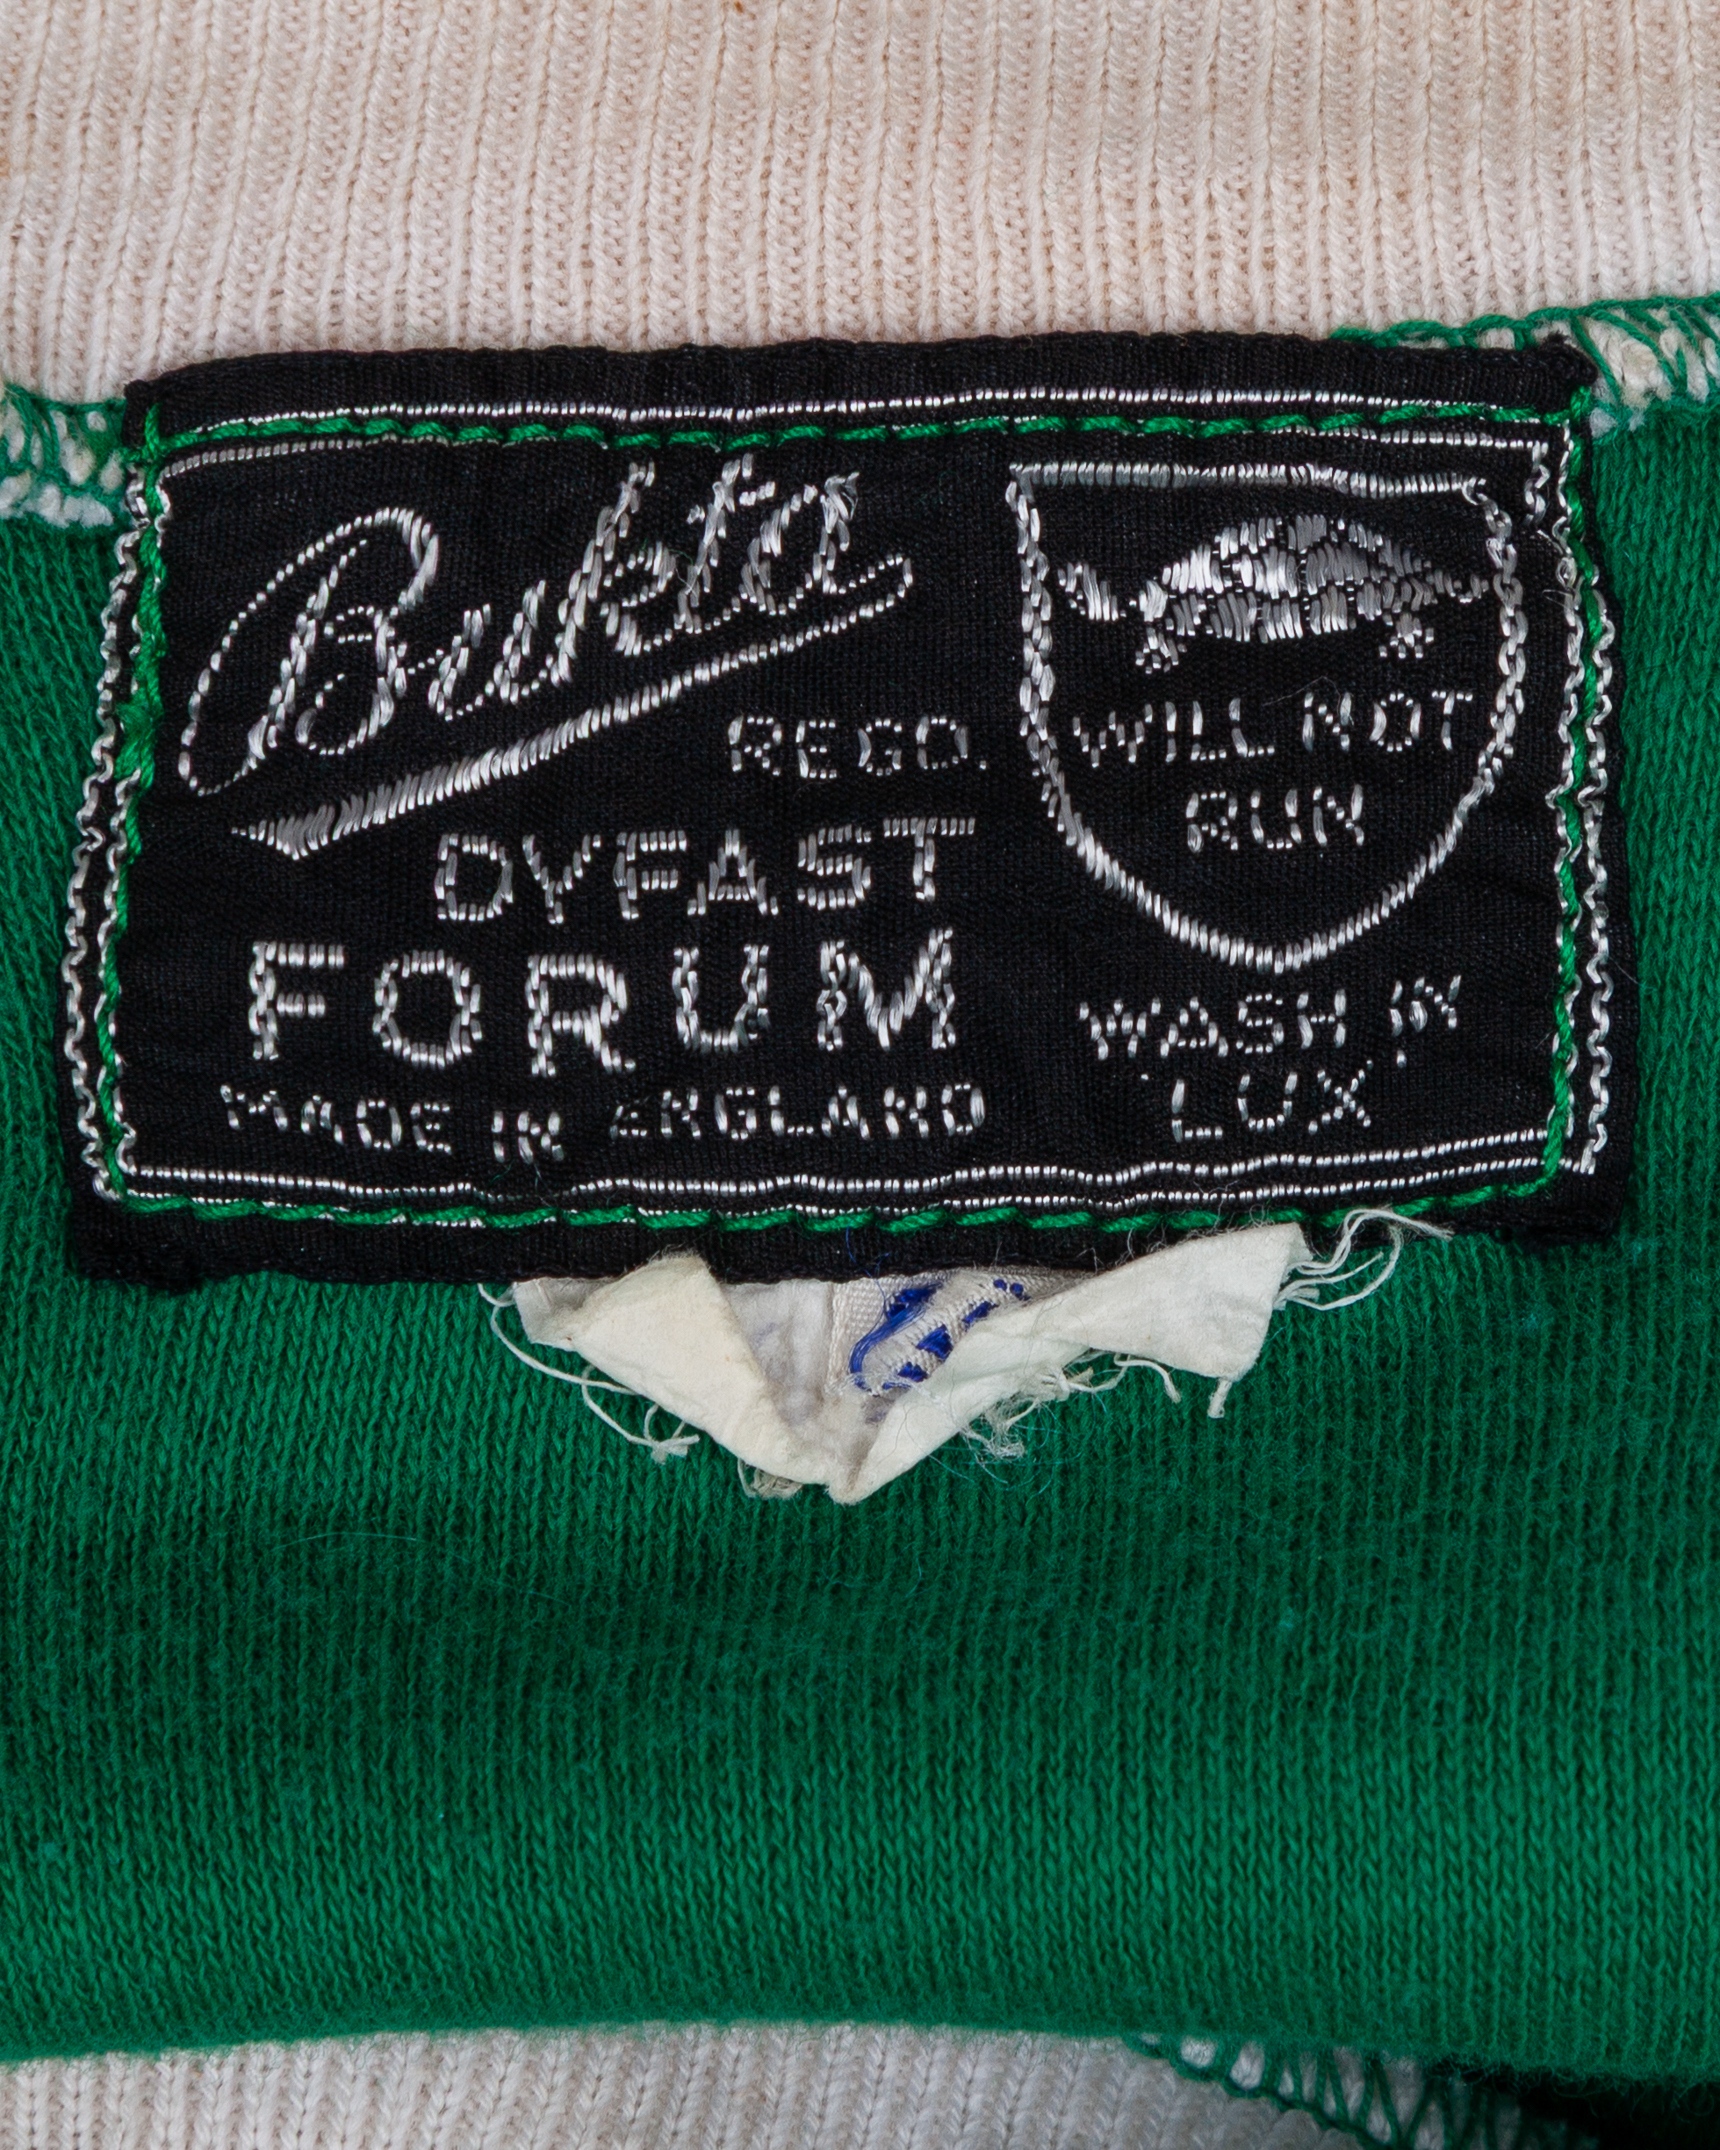 Bukta
REGD.
DYFAST
FORUM
MADE IN ENGLAND
WILL NOT
RUN
WASH IN
"LUX"